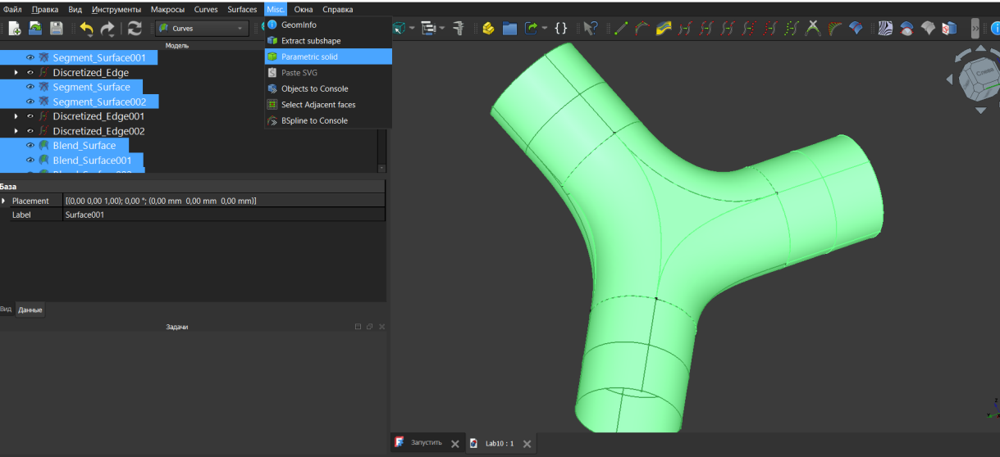 Файл Правка Вид Инструменты Макросы Curves Surfaces Misc. Окна Справка
Curves
GeomInfo
Extract subshape
Parametric solid
Paste SVG
Objects to Console
Select Adjacent faces
BSpline to Console
Модель
Segment_Surface001
Discretized_Edge
Segment_Surface
Segment_Surface002
Discretized_Edge001
Discretized_Edge002
Blend_Surface
Blend_Surface001
База
Placement [(0,00 0,00 1,00); 0,00 °; (0,00 mm 0,00 mm 0,00 mm)]
Label Surface001
Вид Данные
Задачи
Запустить Lab10 : 1